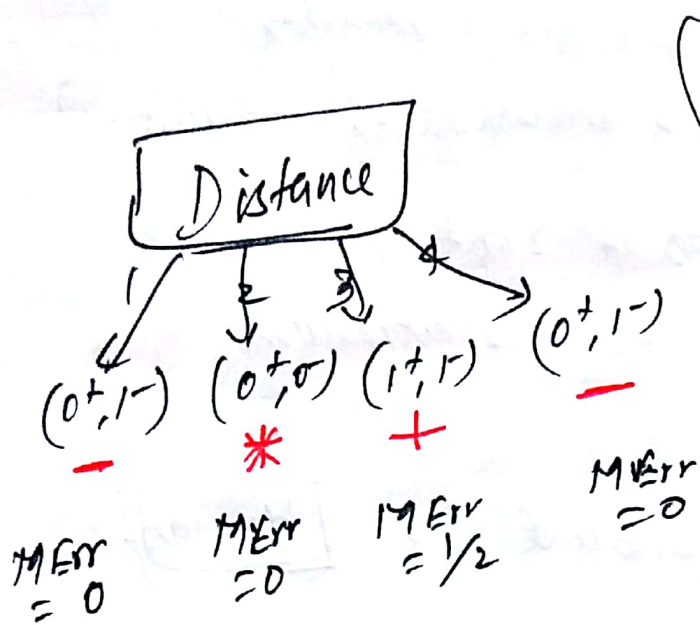 Distance
1 2 3 4
(0+, 1-) (0+, 0-) (1+, 1-) (0+, 1-)
- * + -
MErr = 0
MErr = 0
MErr = 1/2
MErr = 0